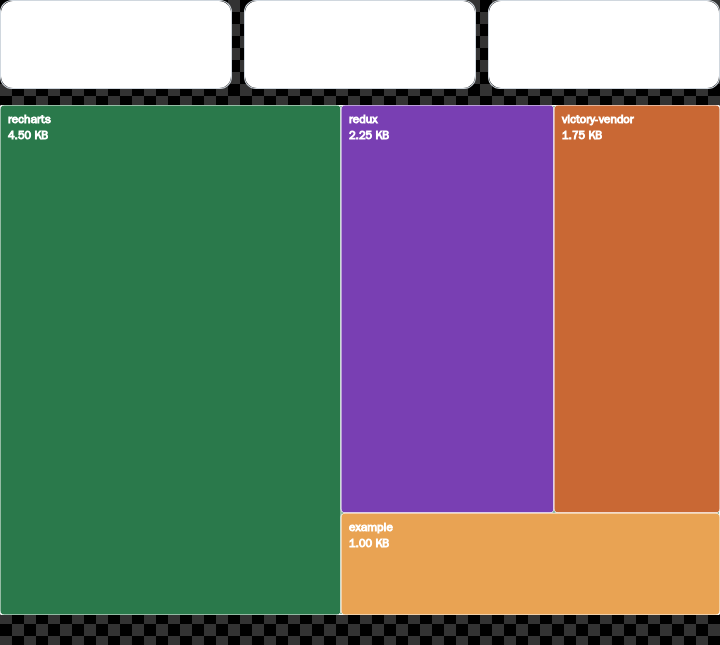 recharts
4.50 KB
redux
2.25 KB
victory-vendor
1.75 KB
example
1.00 KB